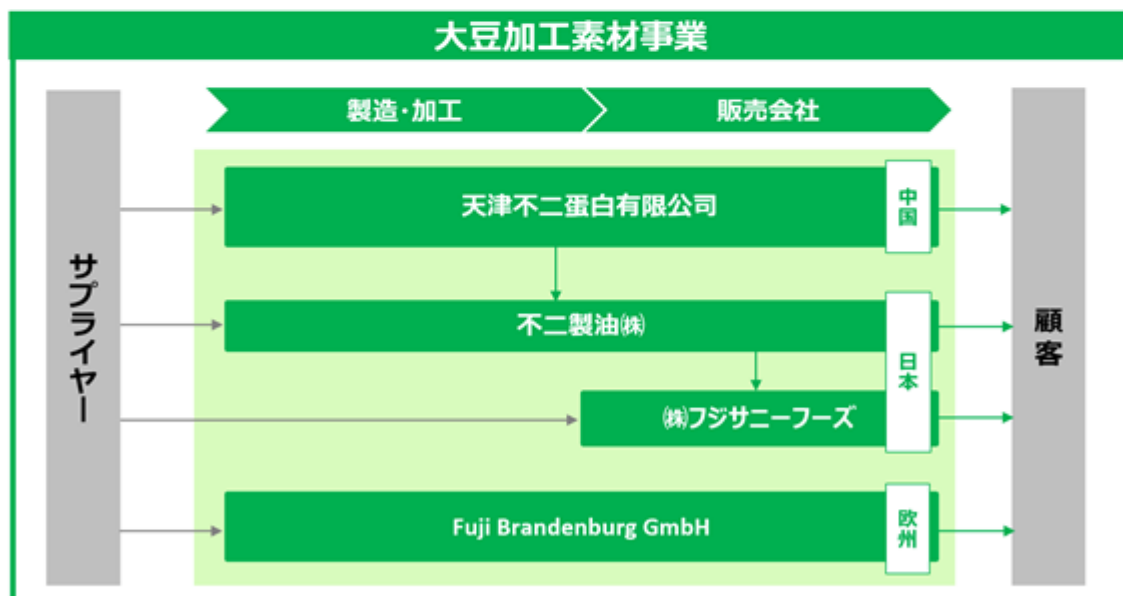 大豆加工素材事業
製造・加工
販売会社
サプライヤー
天津不二蛋白有限公司
中国
不二製油㈱
日本
㈱フジサニーフーズ
Fuji Brandenburg GmbH
欧州
顧客